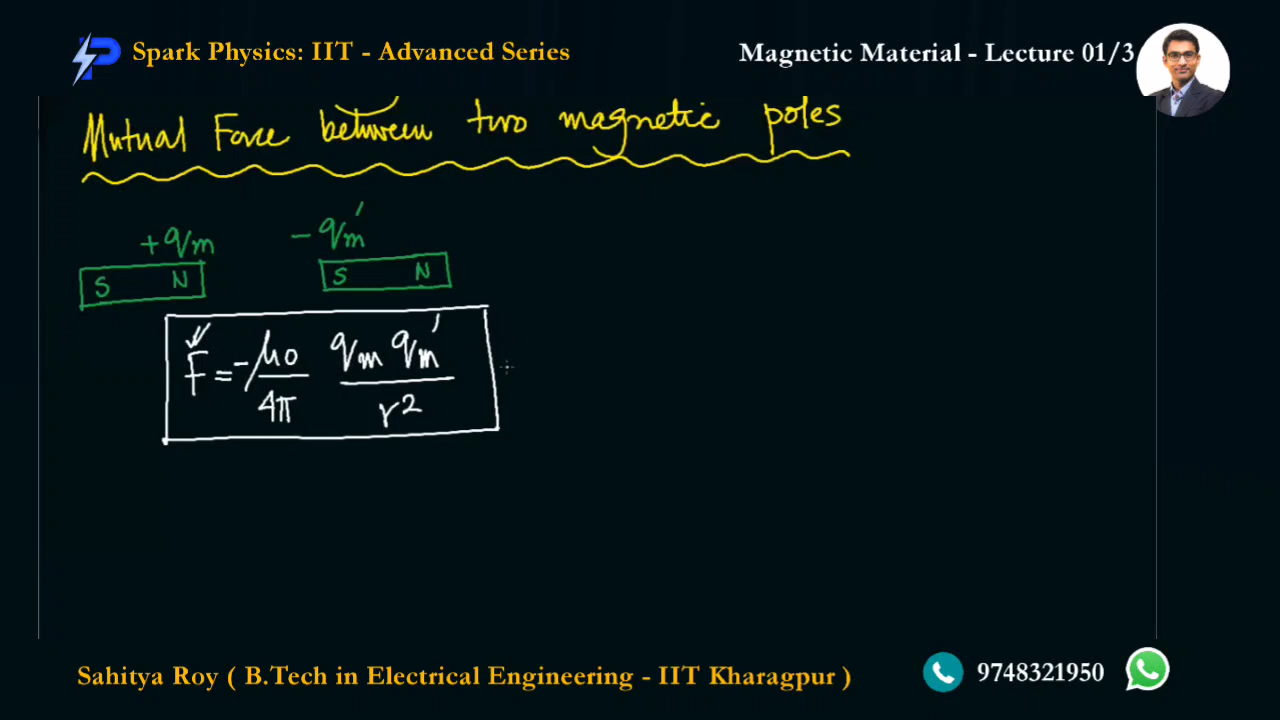 Spark Physics: IIT - Advanced Series
Magnetic Material - Lecture 01/3
Mutual Force between two magnetic poles
+qm
-qm'
S N
S N
F = - μ0/4π qm qm'/r²
Sahitya Roy ( B.Tech in Electrical Engineering - IIT Kharagpur )
9748321950